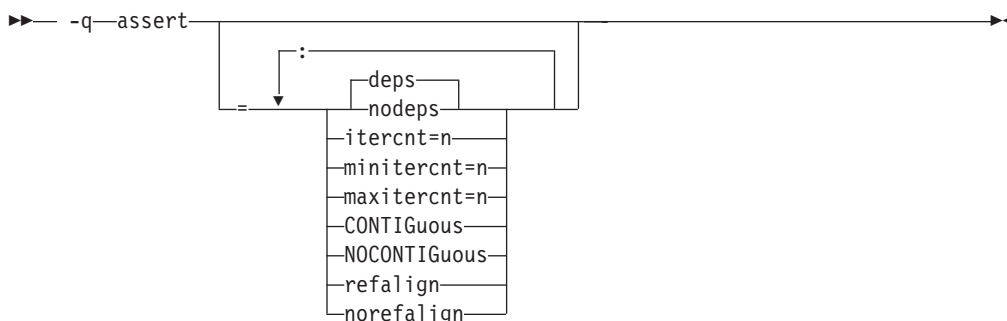 -q assert
:
deps
= nodeps
itercnt=n
minitercnt=n
maxitercnt=n
CONTIGuous
NOCONTIGuous
refalign
norefalign